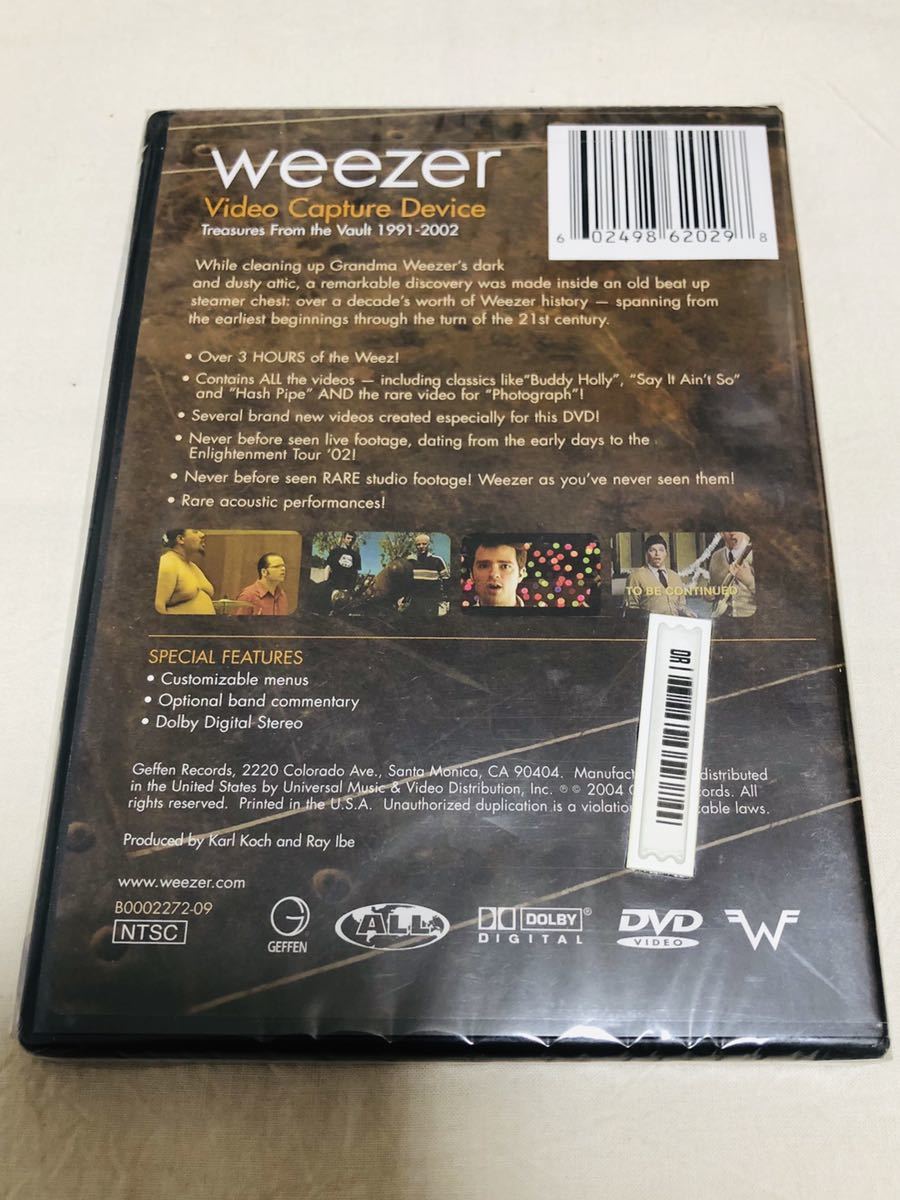 weezer
Video Capture Device
Treasures From the Vault 1991-2002
6 02498 62029 8
While cleaning up Grandma Weezer's dark
and dusty attic, a remarkable discovery was made inside an old beat up
steamer chest: over a decade's worth of Weezer history — spanning from
the earliest beginnings through the turn of the 21st century.
• Over 3 HOURS of the Weez!
• Contains ALL the videos — including classics like"Buddy Holly", "Say It Ain't So"
and "Hash Pipe" AND the rare video for "Photograph"!
• Several brand new videos created especially for this DVD!
• Never before seen live footage, dating from the early days to the
Enlightenment Tour '02!
• Never before seen RARE studio footage! Weezer as you've never seen them!
• Rare acoustic performances!
TO BE CONTINUED
SPECIAL FEATURES
• Customizable menus
• Optional band commentary
• Dolby Digital Stereo
DR
Geffen Records, 2220 Colorado Ave., Santa Monica, CA 90404. Manufact distributed
in the United States by Universal Music & Video Distribution, Inc. ℗ © 2004 cords. All
rights reserved. Printed in the U.S.A. Unauthorized duplication is a violatio able laws.
Produced by Karl Koch and Ray Ibe
www.weezer.com
B0002272-09
NTSC
GEFFEN
ALL
DOLBY®
DIGITAL
DVD
VIDEO
W